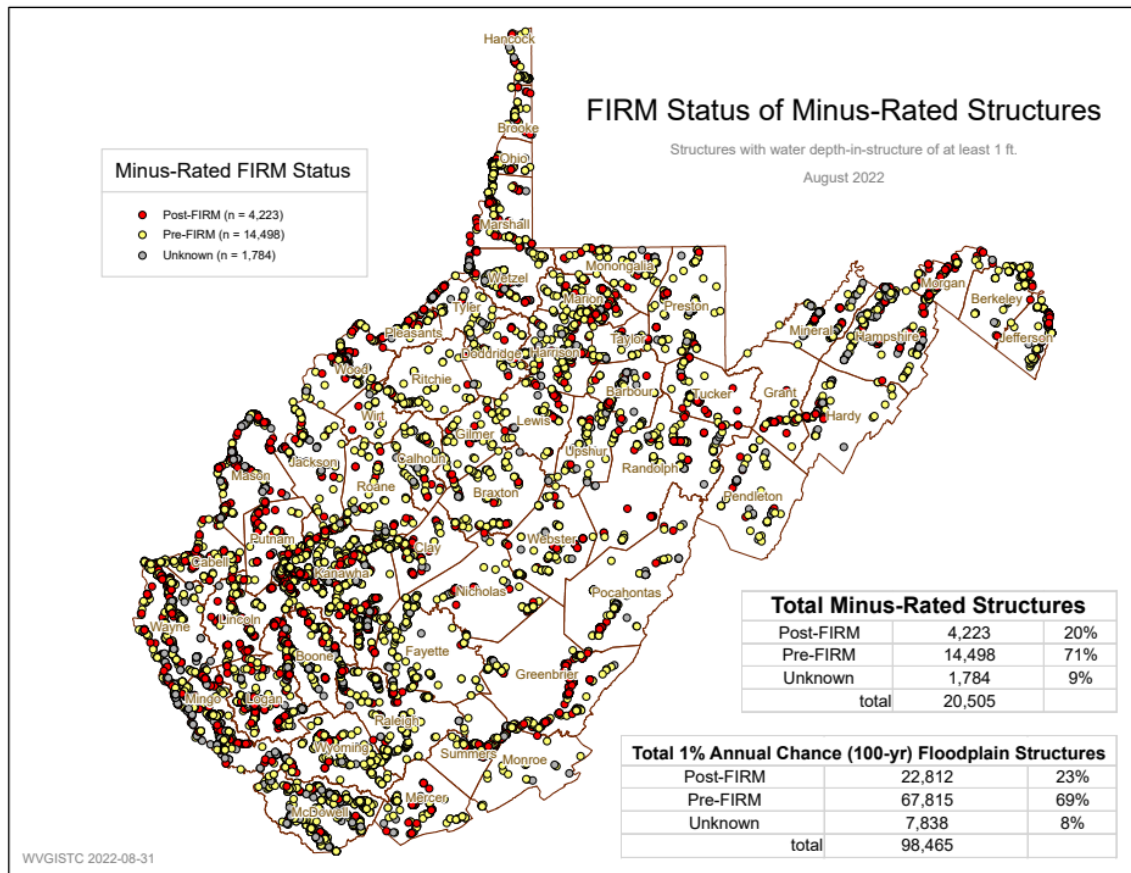 FIRM Status of Minus-Rated Structures
Structures with water depth-in-structure of at least 1 ft.
August 2022
Minus-Rated FIRM Status
Post-FIRM (n = 4,223)
Pre-FIRM (n = 14,498)
Unknown (n = 1,784)
Hancock
Brooke
Ohio
Marshall
Wetzel
Monongalia
Morgan
Berkeley
Jefferson
Tyler
Marion
Preston
Mineral
Hampshire
Pleasants
Doddridge
Harrison
Taylor
Wood
Ritchie
Barbour
Tucker
Grant
Hardy
Wirt
Lewis
Gilmer
Calhoun
Upshur
Randolph
Jackson
Mason
Roane
Braxton
Pendleton
Putnam
Clay
Webster
Cabell
Kanawha
Nicholas
Pocahontas
Wayne
Lincoln
Boone
Fayette
Greenbrier
Mingo
Logan
Raleigh
Wyoming
Summers
Monroe
Mercer
McDowell
Total Minus-Rated Structures
Post-FIRM 4,223 20%
Pre-FIRM 14,498 71%
Unknown 1,784 9%
total 20,505
Total 1% Annual Chance (100-yr) Floodplain Structures
Post-FIRM 22,812 23%
Pre-FIRM 67,815 69%
Unknown 7,838 8%
total 98,465
WVGISTC 2022-08-31